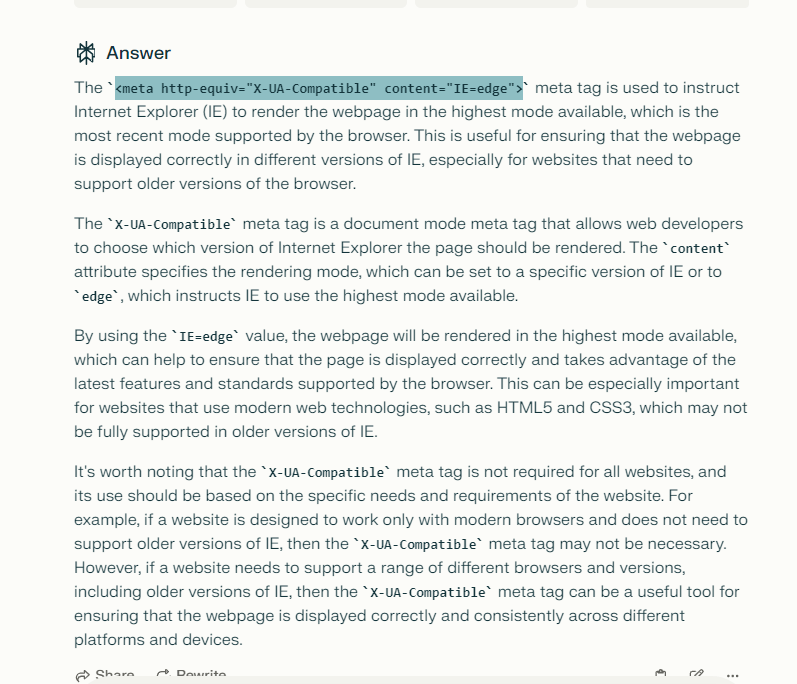 Answer
The `<meta http-equiv="X-UA-Compatible" content="IE=edge">` meta tag is used to instruct
Internet Explorer (IE) to render the webpage in the highest mode available, which is the
most recent mode supported by the browser. This is useful for ensuring that the webpage
is displayed correctly in different versions of IE, especially for websites that need to
support older versions of the browser.
The `X-UA-Compatible` meta tag is a document mode meta tag that allows web developers
to choose which version of Internet Explorer the page should be rendered. The `content`
attribute specifies the rendering mode, which can be set to a specific version of IE or to
`edge`, which instructs IE to use the highest mode available.
By using the `IE=edge` value, the webpage will be rendered in the highest mode available,
which can help to ensure that the page is displayed correctly and takes advantage of the
latest features and standards supported by the browser. This can be especially important
for websites that use modern web technologies, such as HTML5 and CSS3, which may not
be fully supported in older versions of IE.
It's worth noting that the `X-UA-Compatible` meta tag is not required for all websites, and
its use should be based on the specific needs and requirements of the website. For
example, if a website is designed to work only with modern browsers and does not need to
support older versions of IE, then the `X-UA-Compatible` meta tag may not be necessary.
However, if a website needs to support a range of different browsers and versions,
including older versions of IE, then the `X-UA-Compatible` meta tag can be a useful tool for
ensuring that the webpage is displayed correctly and consistently across different
platforms and devices.
Share Rewrite